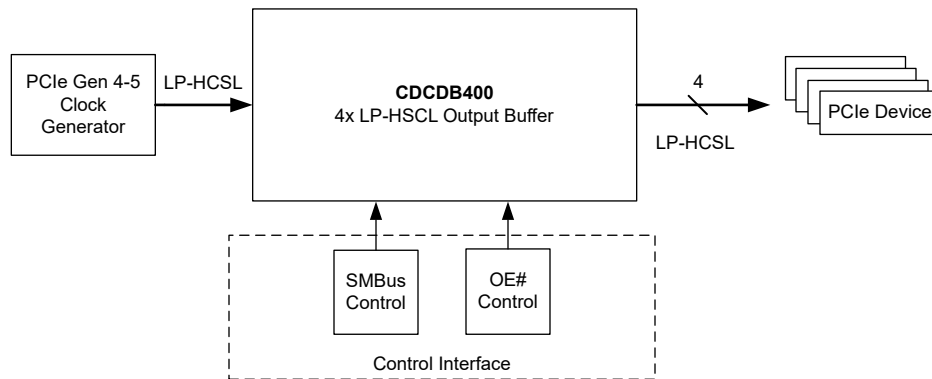 PCIe Gen 4-5
Clock
Generator
LP-HCSL
CDCDB400
4x LP-HSCL Output Buffer
4
LP-HCSL
PCIe Device
SMBus
Control
OE#
Control
Control Interface